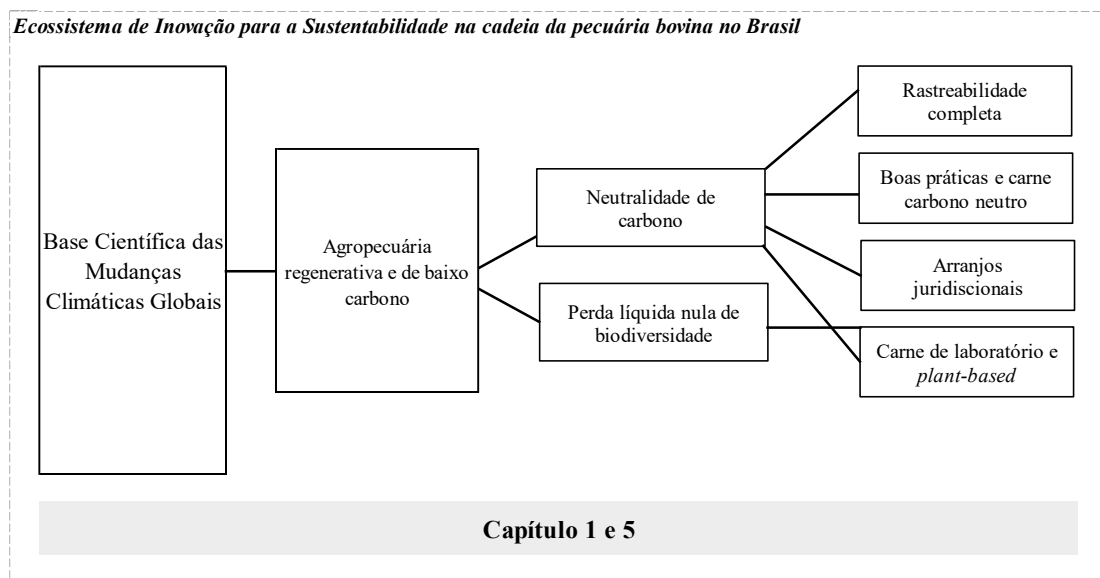 Ecossistema de Inovação para a Sustentabilidade na cadeia da pecuária bovina no Brasil
Base Científica das
Mudanças
Climáticas Globais
Agropecuária
regenerativa e de baixo
carbono
Neutralidade de
carbono
Perda líquida nula de
biodiversidade
Rastreabilidade
completa
Boas práticas e carne
carbono neutro
Arranjos
juridiscionais
Carne de laboratório e
plant-based
Capítulo 1 e 5